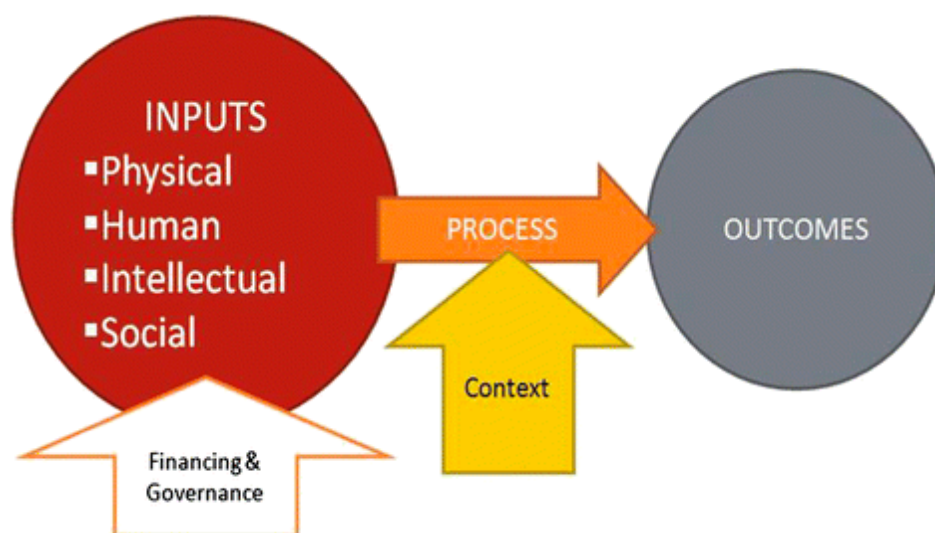 INPUTS
▪Physical
▪Human
▪Intellectual
▪Social
PROCESS
OUTCOMES
Context
Financing &
Governance